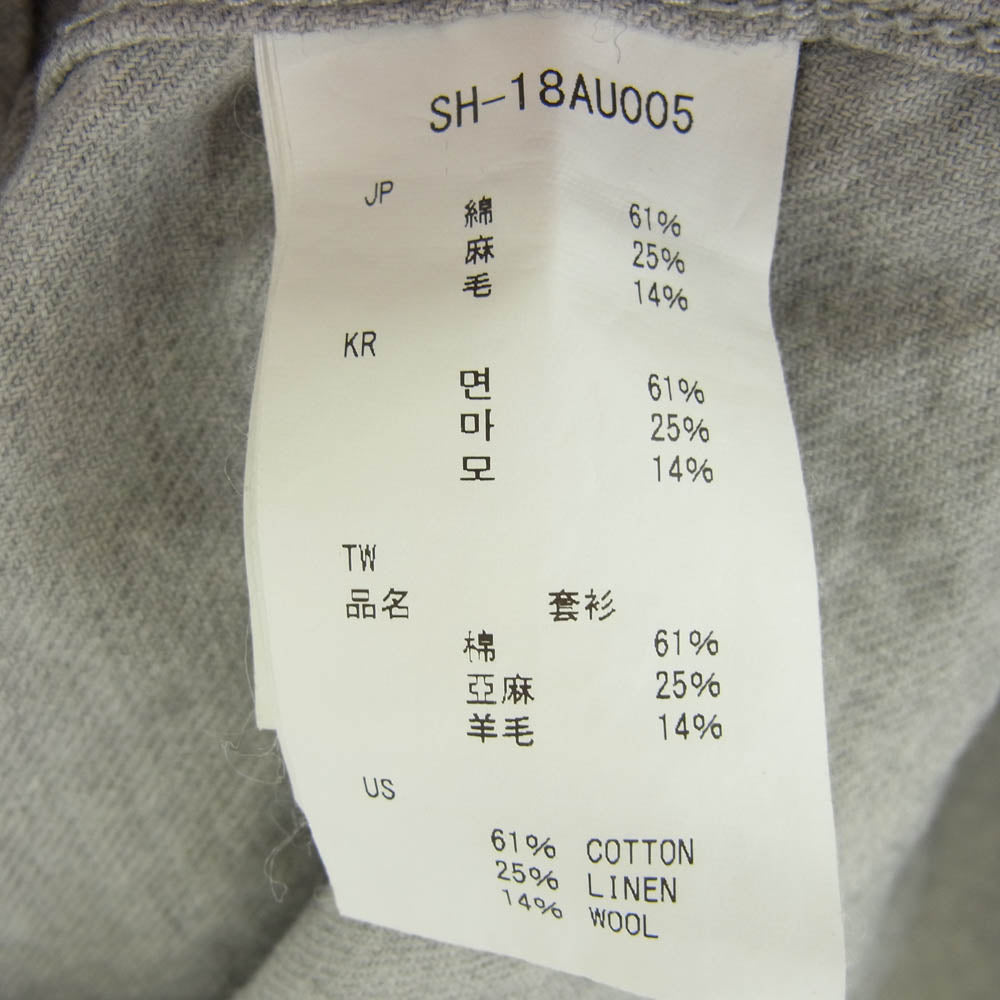 SH-18AU005
JP
綿 61%
麻 25%
毛 14%
KR
면 61%
마 25%
모 14%
TW
品名 套衫
棉 61%
亞麻 25%
羊毛 14%
US
61% COTTON
25% LINEN
14% WOOL